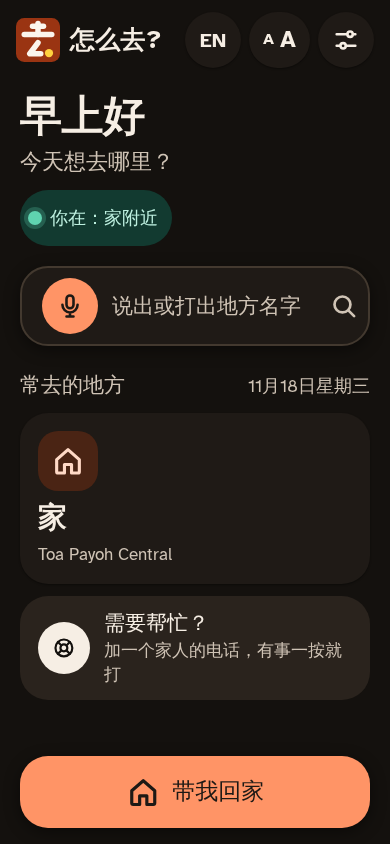 去
怎么去?
EN
A A
早上好
今天想去哪里？
你在：家附近
说出或打出地方名字
常去的地方
11月18日星期三
家
Toa Payoh Central
需要帮忙？
加一个家人的电话，有事一按就
打
带我回家